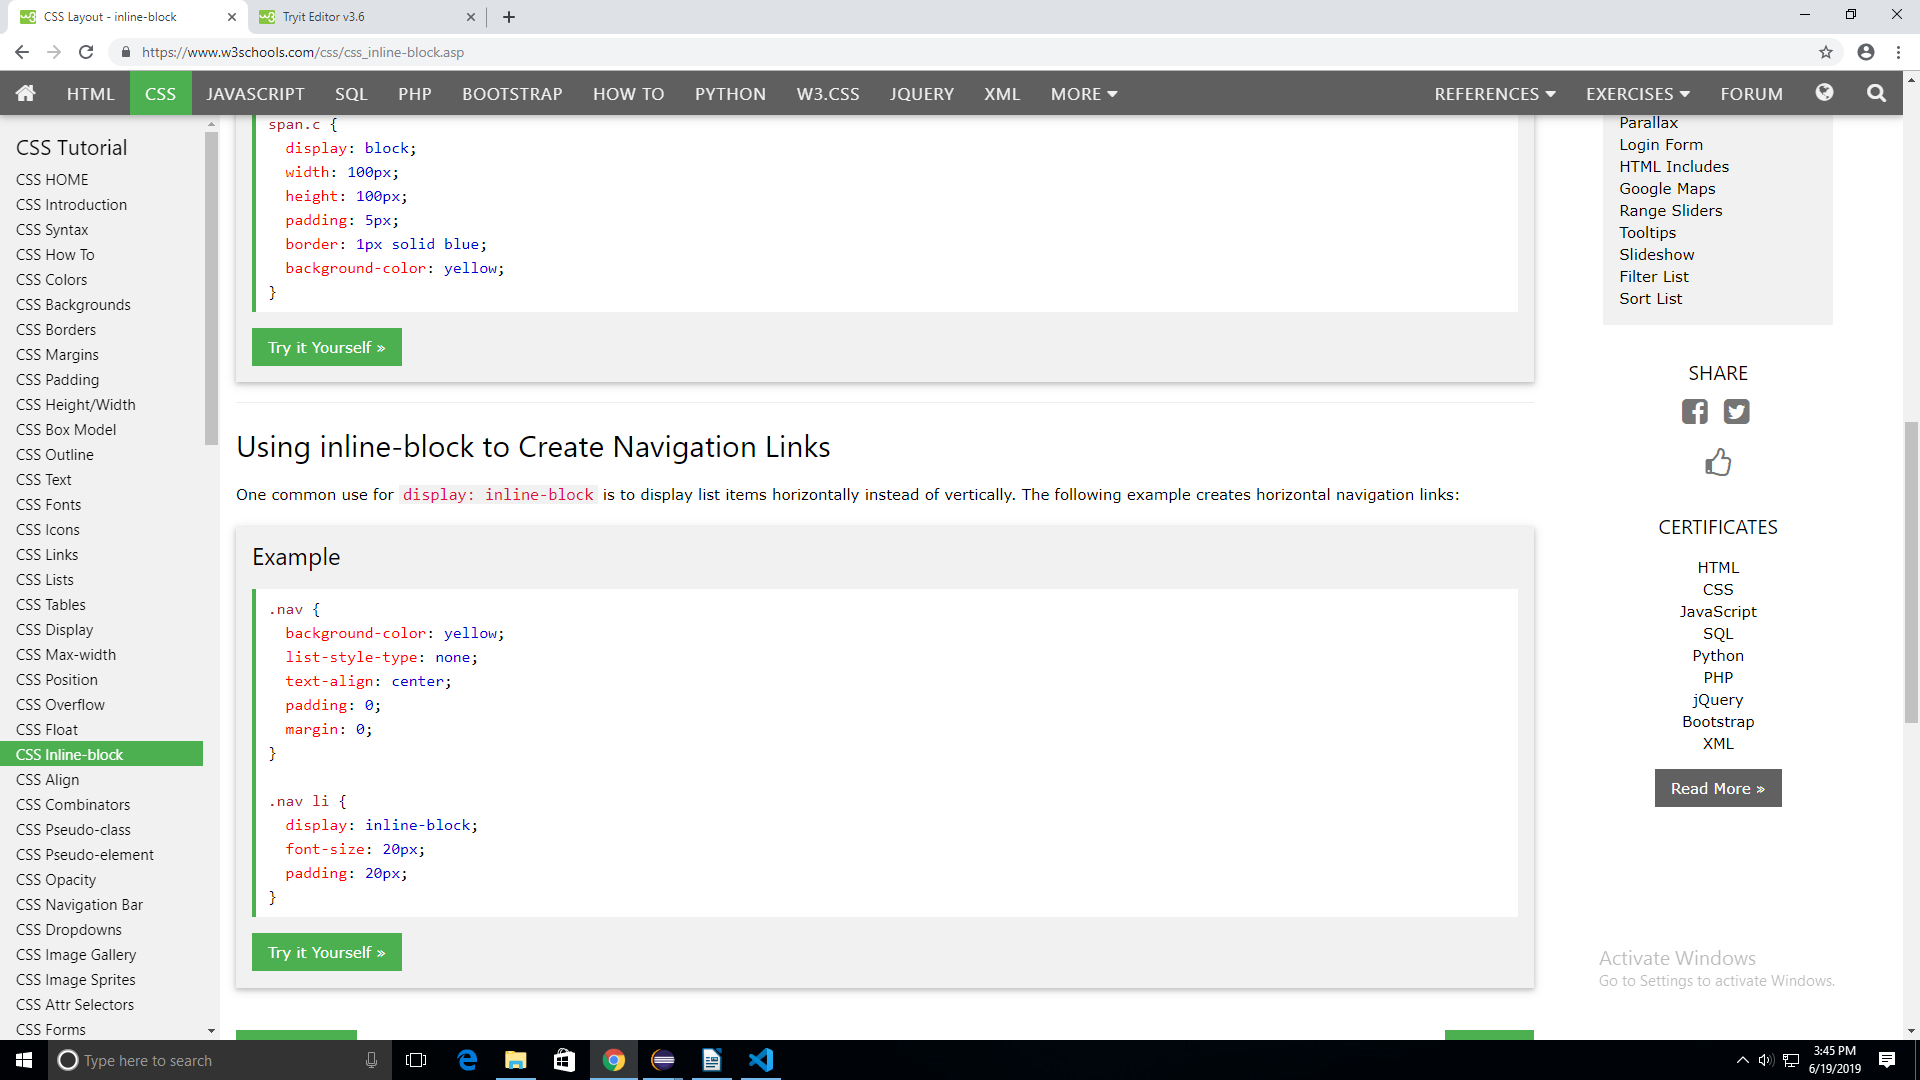 CSS Layout - inline-block
Tryit Editor v3.6
https://www.w3schools.com/css/css_inline-block.asp
HTML CSS JAVASCRIPT SQL PHP BOOTSTRAP HOW TO PYTHON W3.CSS JQUERY XML MORE REFERENCES EXERCISES FORUM
CSS Tutorial
CSS HOME
CSS Introduction
CSS Syntax
CSS How To
CSS Colors
CSS Backgrounds
CSS Borders
CSS Margins
CSS Padding
CSS Height/Width
CSS Box Model
CSS Outline
CSS Text
CSS Fonts
CSS Icons
CSS Links
CSS Lists
CSS Tables
CSS Display
CSS Max-width
CSS Position
CSS Overflow
CSS Float
CSS Inline-block
CSS Align
CSS Combinators
CSS Pseudo-class
CSS Pseudo-element
CSS Opacity
CSS Navigation Bar
CSS Dropdowns
CSS Image Gallery
CSS Image Sprites
CSS Attr Selectors
CSS Forms
span.c {
display: block;
width: 100px;
height: 100px;
padding: 5px;
border: 1px solid blue;
background-color: yellow;
}
Try it Yourself »
Using inline-block to Create Navigation Links
One common use for display: inline-block is to display list items horizontally instead of vertically. The following example creates horizontal navigation links:
Example
.nav {
background-color: yellow;
list-style-type: none;
text-align: center;
padding: 0;
margin: 0;
}
.nav li {
display: inline-block;
font-size: 20px;
padding: 20px;
}
Try it Yourself »
Parallax
Login Form
HTML Includes
Google Maps
Range Sliders
Tooltips
Slideshow
Filter List
Sort List
SHARE
CERTIFICATES
HTML
CSS
JavaScript
SQL
Python
PHP
jQuery
Bootstrap
XML
Read More »
Activate Windows
Go to Settings to activate Windows.
Type here to search
3:45 PM
6/19/2019